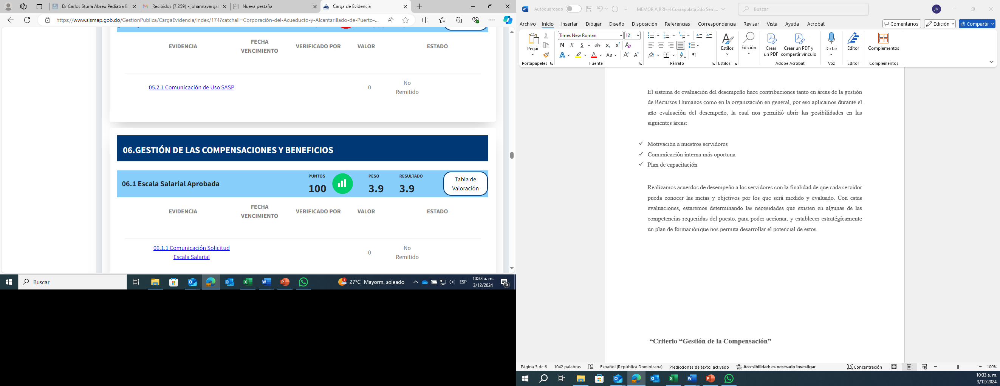 Dr Carlos Sturla Abreu Pediatra En
Recibidos (7.259) - johannavargas
Nueva pestaña
Carga de Evidencia
https://www.sismap.gob.do/GestionPublica/CargaEvidencia/Index/174?catchall=Corporación-del-Acueducto-y-Alcantarillado-de-Puerto-...
EVIDENCIA FECHA VENCIMIENTO VERIFICADO POR VALOR ESTADO
05.2.1 Comunicación de Uso SASP 0 No Remitido
06.GESTIÓN DE LAS COMPENSACIONES Y BENEFICIOS
PUNTOS PESO RESULTADO
06.1 Escala Salarial Aprobada 100 3.9 3.9
Tabla de
Valoración
EVIDENCIA FECHA VENCIMIENTO VERIFICADO POR VALOR ESTADO
06.1.1 Comunicación Solicitud
Escala Salarial
0
No
Remitido
Buscar
1
27°C Mayorm. soleado
ESP
10:33 a. m.
3/12/2024
6
Autoguardado
MEMORIA RRHH Coraapplata 2do Sem...
Buscar
JV
Archivo Inicio Insertar Dibujar Diseño Disposición Referencias Correspondencia Revisar Vista Ayuda Acrobat
Comentarios Edición Compartir
Pegar
Portapapeles
Times New Roman 12
N K S ab x₂ x²
A A Aa A A
Fuente
Párrafo
Estilos
Estilos
Edición
Crear
un PDF
Crear un PDF y
compartir vínculo
Adobe Acrobat
Dictar
Voz
Editor
Editor
Complementos
Complementos
El sistema de evaluación del desempeño hace contribuciones tanto en áreas de la gestión
de Recursos Humanos como en la organización en general, por eso aplicamos durante el
año evaluación del desempeño, la cual nos permitió abrir las posibilidades en las
siguientes áreas:
✓ Motivación a nuestros servidores
✓ Comunicación interna más oportuna
✓ Plan de capacitación
Realizamos acuerdos de desempeño a los servidores con la finalidad de que cada servidor
pueda conocer las metas y objetivos por los que será medido y evaluado. Con estas
evaluaciones, estaremos determinando las necesidades que existen en algunas de las
competencias requeridas del puesto, para poder accionar, y establecer estratégicamente
un plan de formación que nos permita desarrollar el potencial de estos.
“Criterio “Gestión de la Compensación”
Página 3 de 6 1042 palabras Español (República Dominicana) Predicciones de texto: activado Accesibilidad: es necesario investigar Concentración 100%
10:33 a. m.
3/12/2024